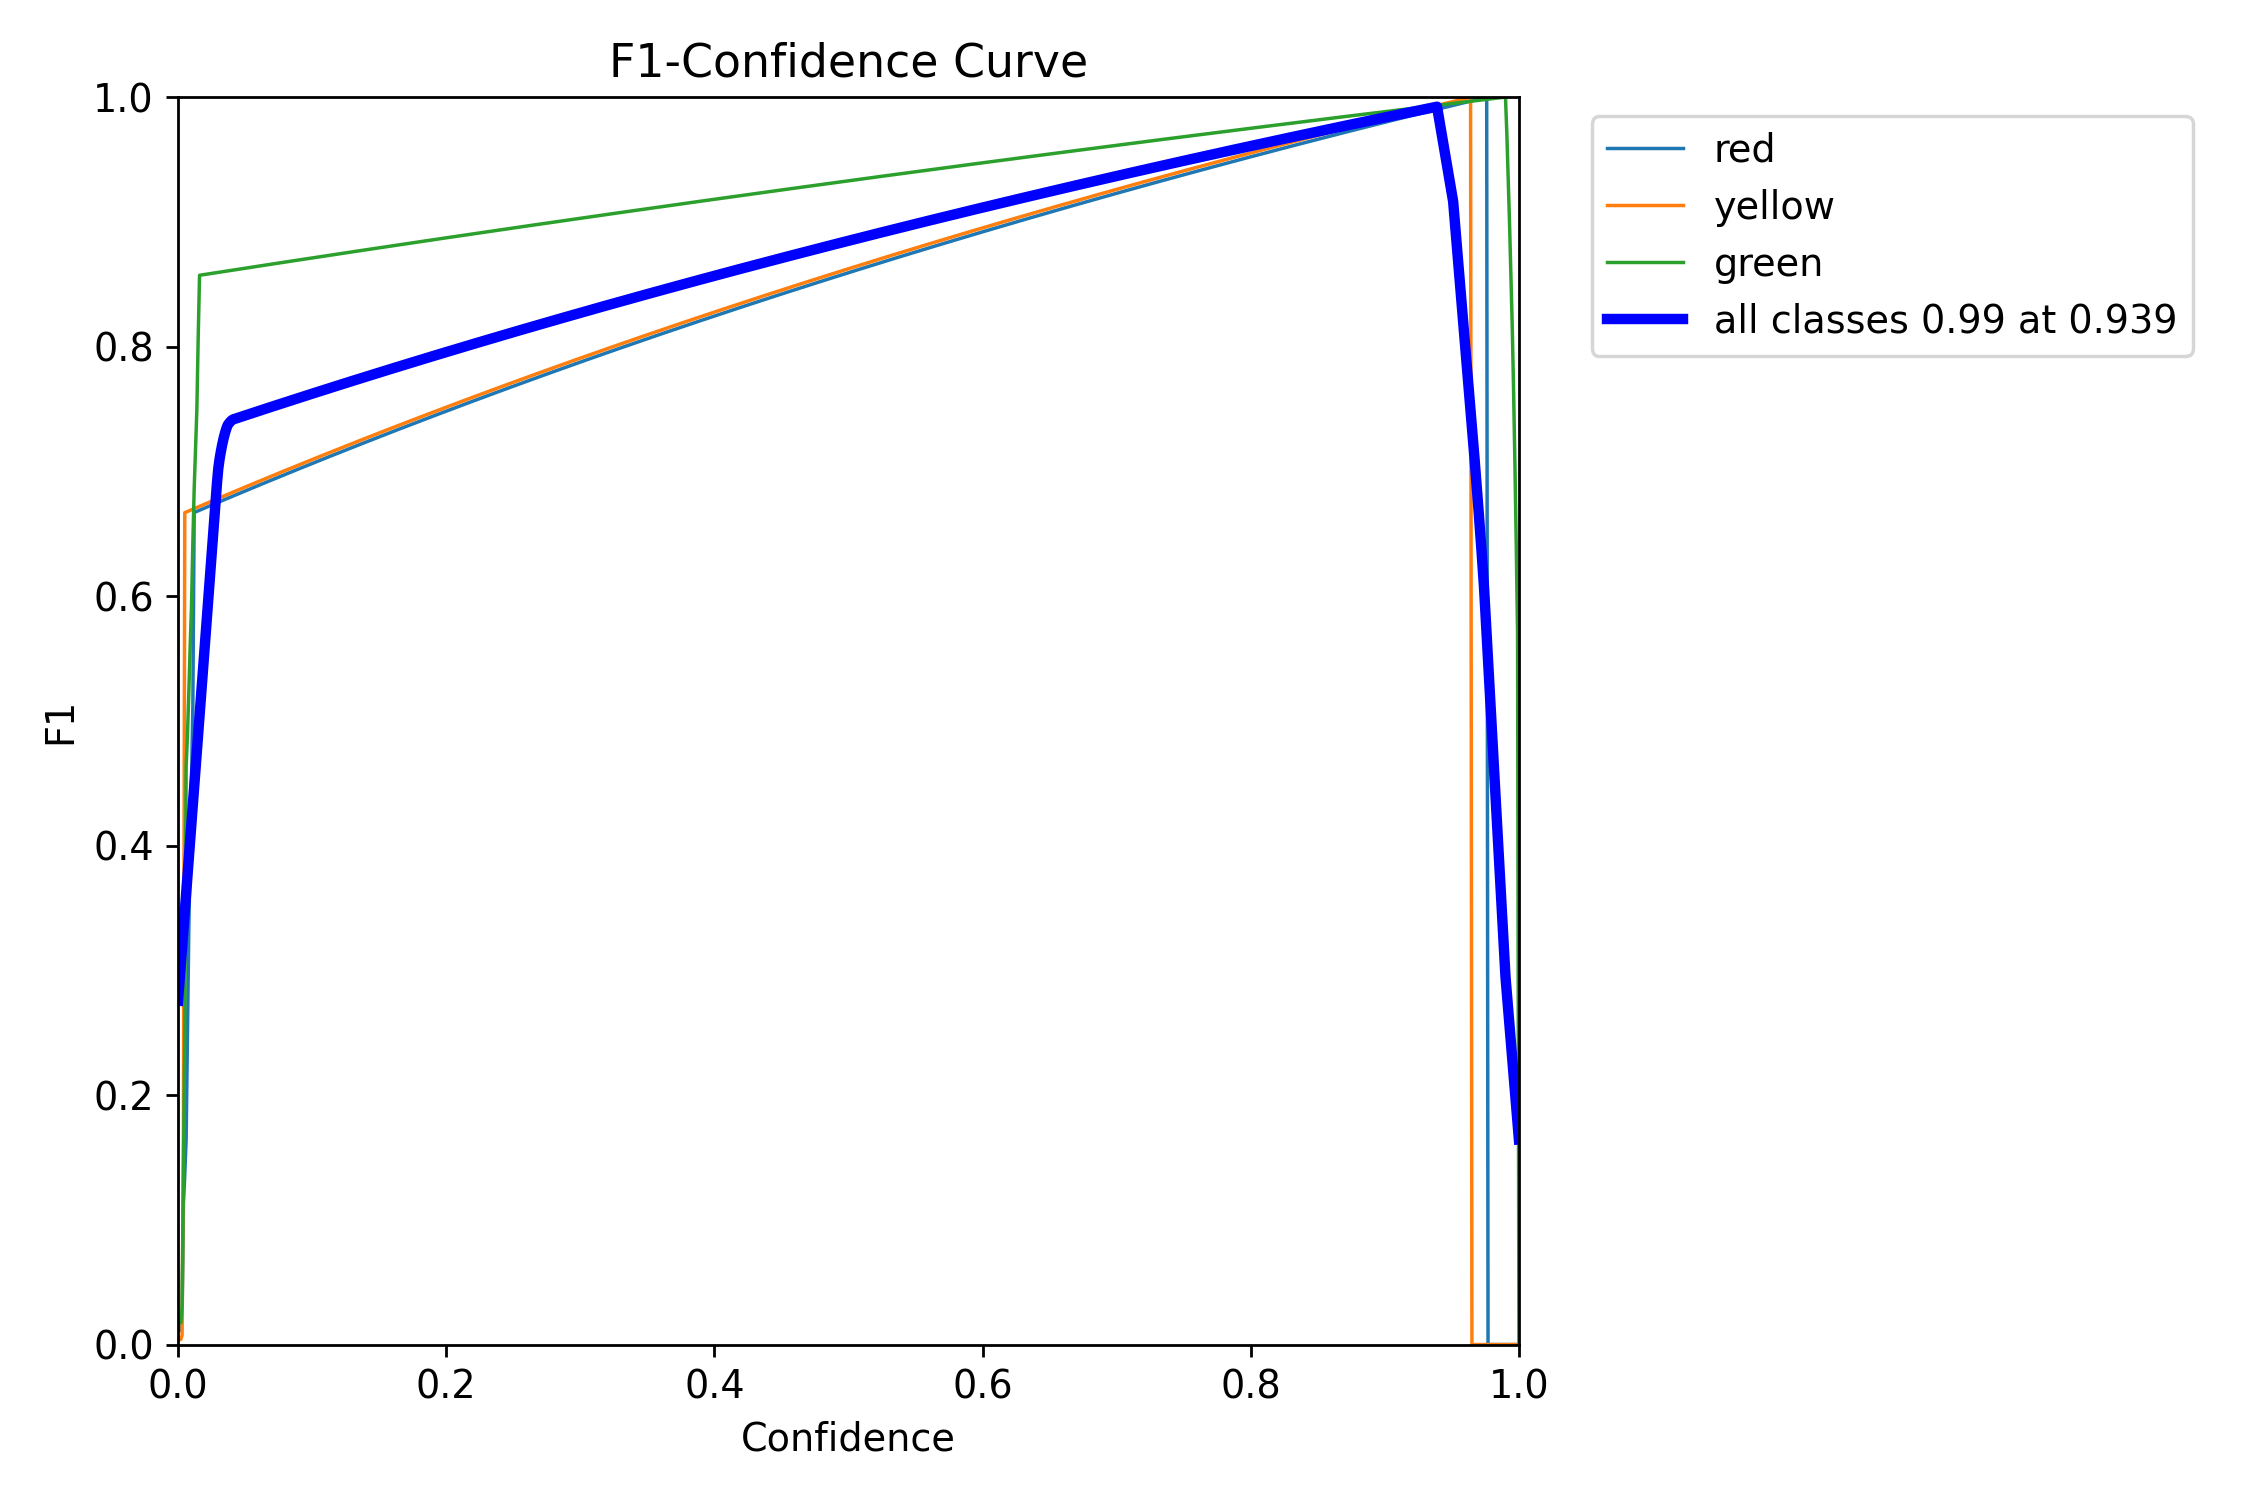 F1-Confidence Curve
1.0
0.8
0.6
0.4
0.2
0.0
F1
0.0 0.2 0.4 0.6 0.8 1.0
Confidence
red
yellow
green
all classes 0.99 at 0.939